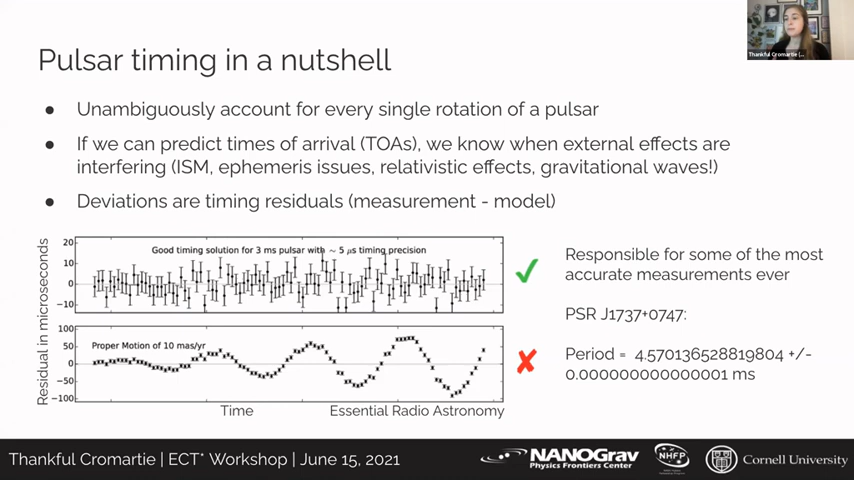 Thankful Cromartie (...
Pulsar timing in a nutshell
● Unambiguously account for every single rotation of a pulsar
● If we can predict times of arrival (TOAs), we know when external effects are
interfering (ISM, ephemeris issues, relativistic effects, gravitational waves!)
● Deviations are timing residuals (measurement - model)
Residual in microseconds
20
10
0
−10
Good timing solution for 3 ms pulsar with ~ 5 μs timing precision
100
50
0
−50
−100
Proper Motion of 10 mas/yr
Time
Essential Radio Astronomy
Responsible for some of the most
accurate measurements ever
PSR J1737+0747:
Period = 4.570136528819804 +/-
0.000000000000001 ms
Thankful Cromartie | ECT* Workshop | June 15, 2021
NANOGrav
Physics Frontiers Center
NHFP
Cornell University